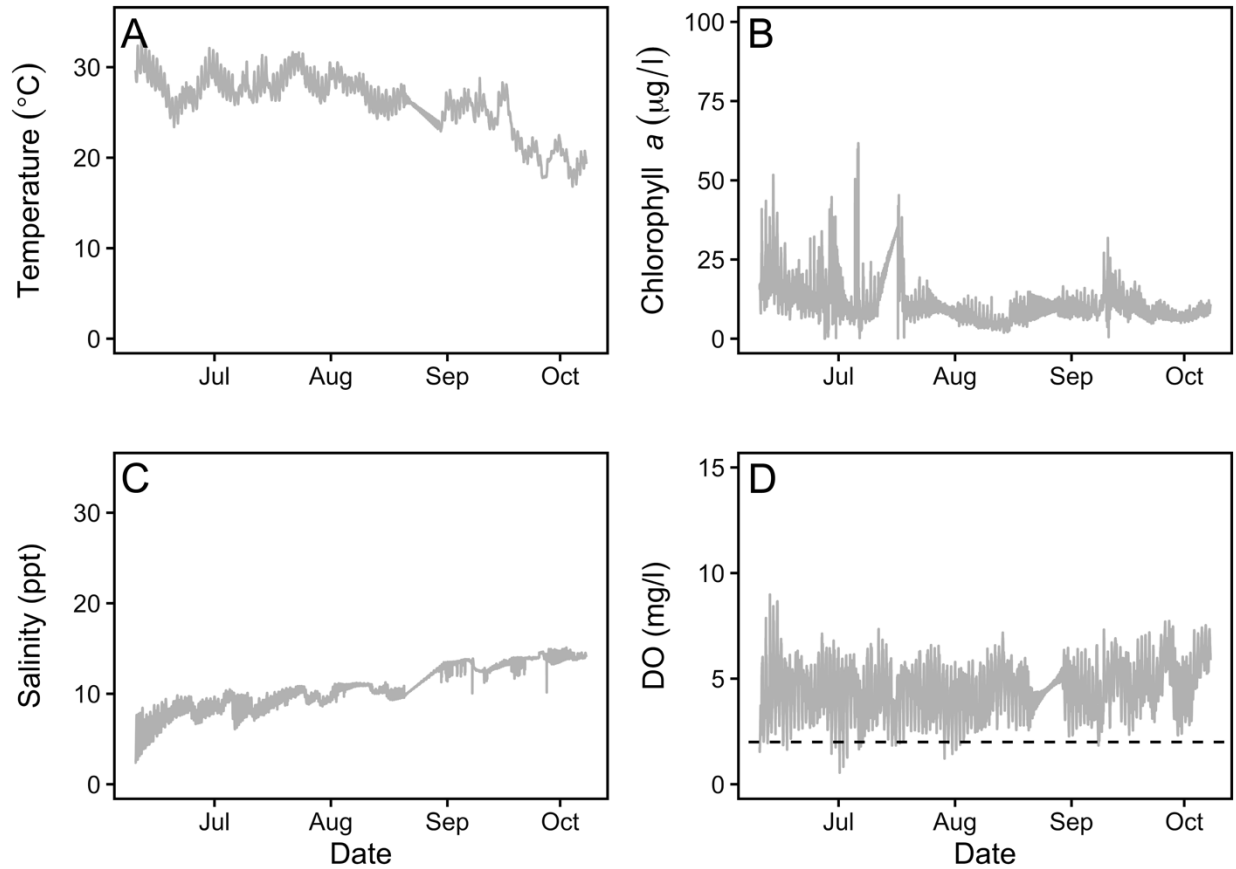 A
Temperature (°C)
30
20
10
0
Jul Aug Sep Oct
B
Chlorophyll a (µg/l)
100
75
50
25
0
Jul Aug Sep Oct
C
Salinity (ppt)
30
20
10
0
Jul Aug Sep Oct
Date
D
DO (mg/l)
15
10
5
0
Jul Aug Sep Oct
Date